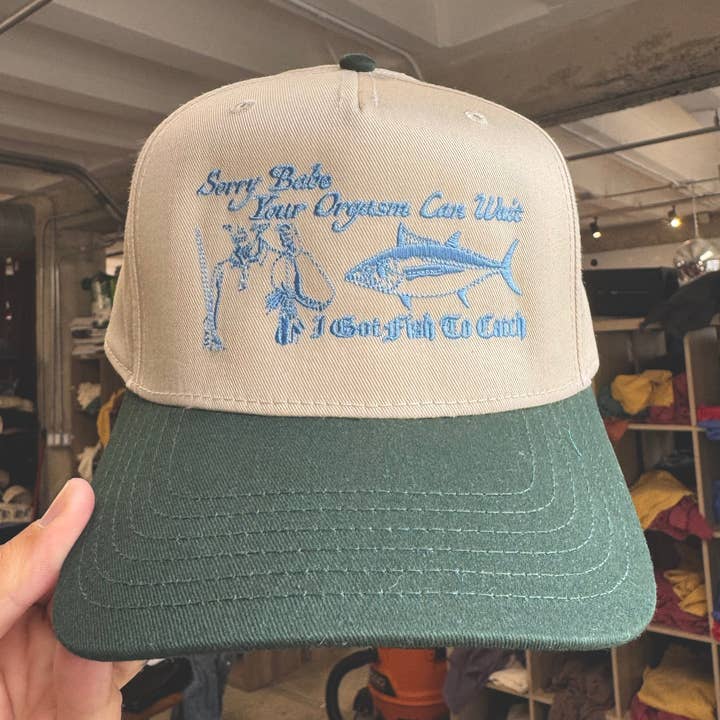 Sorry Babe
Your Orgasm Can Wait
I Got Fish To Catch